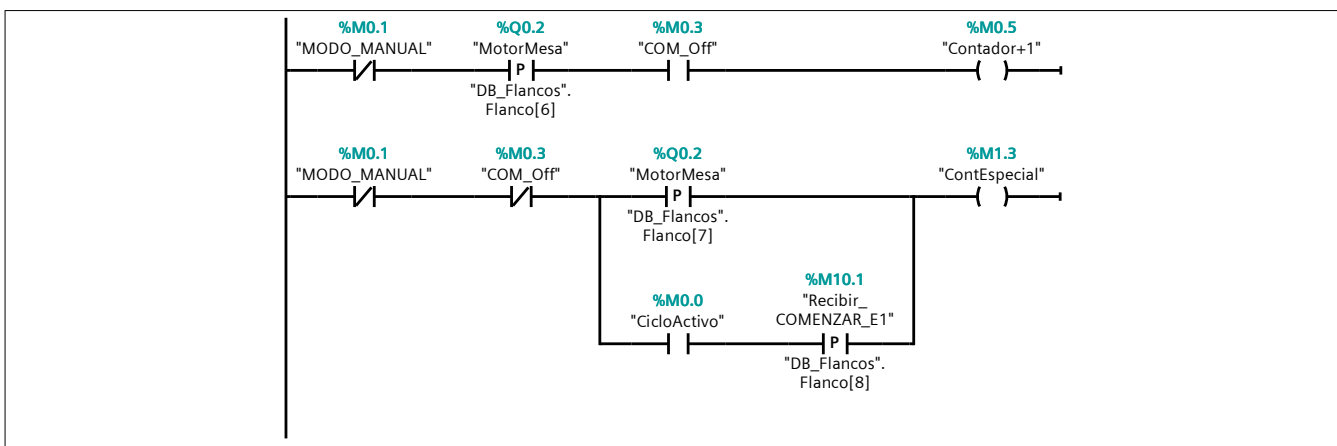 %M0.1 %Q0.2 %M0.3 %M0.5
"MODO_MANUAL" "MotorMesa" "COM_Off" "Contador+1"
P
"DB_Flancos".
Flanco[6]
%M0.1 %M0.3 %Q0.2 %M1.3
"MODO_MANUAL" "COM_Off" "MotorMesa" "ContEspecial"
P
"DB_Flancos".
Flanco[7]
%M10.1
%M0.0 "Recibir_
"CicloActivo" COMENZAR_E1"
P
"DB_Flancos".
Flanco[8]